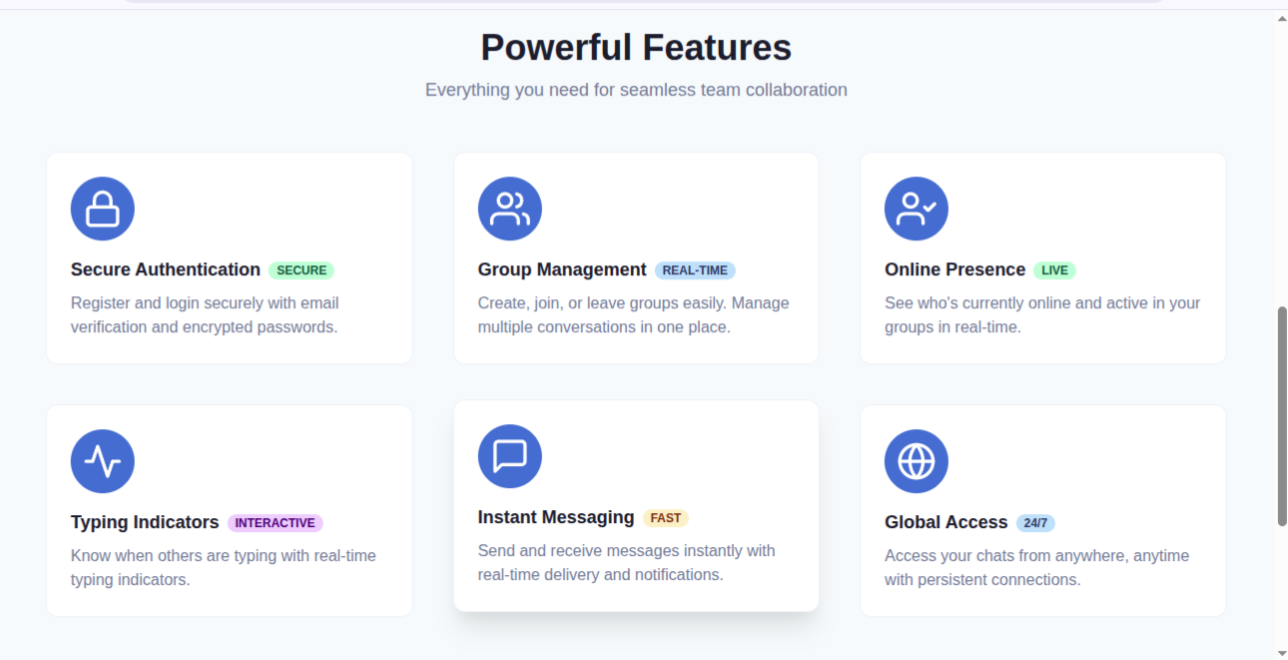 Powerful Features
Everything you need for seamless team collaboration
Secure Authentication SECURE
Register and login securely with email
verification and encrypted passwords.
Group Management REAL-TIME
Create, join, or leave groups easily. Manage
multiple conversations in one place.
Online Presence LIVE
See who's currently online and active in your
groups in real-time.
Typing Indicators INTERACTIVE
Know when others are typing with real-time
typing indicators.
Instant Messaging FAST
Send and receive messages instantly with
real-time delivery and notifications.
Global Access 24/7
Access your chats from anywhere, anytime
with persistent connections.